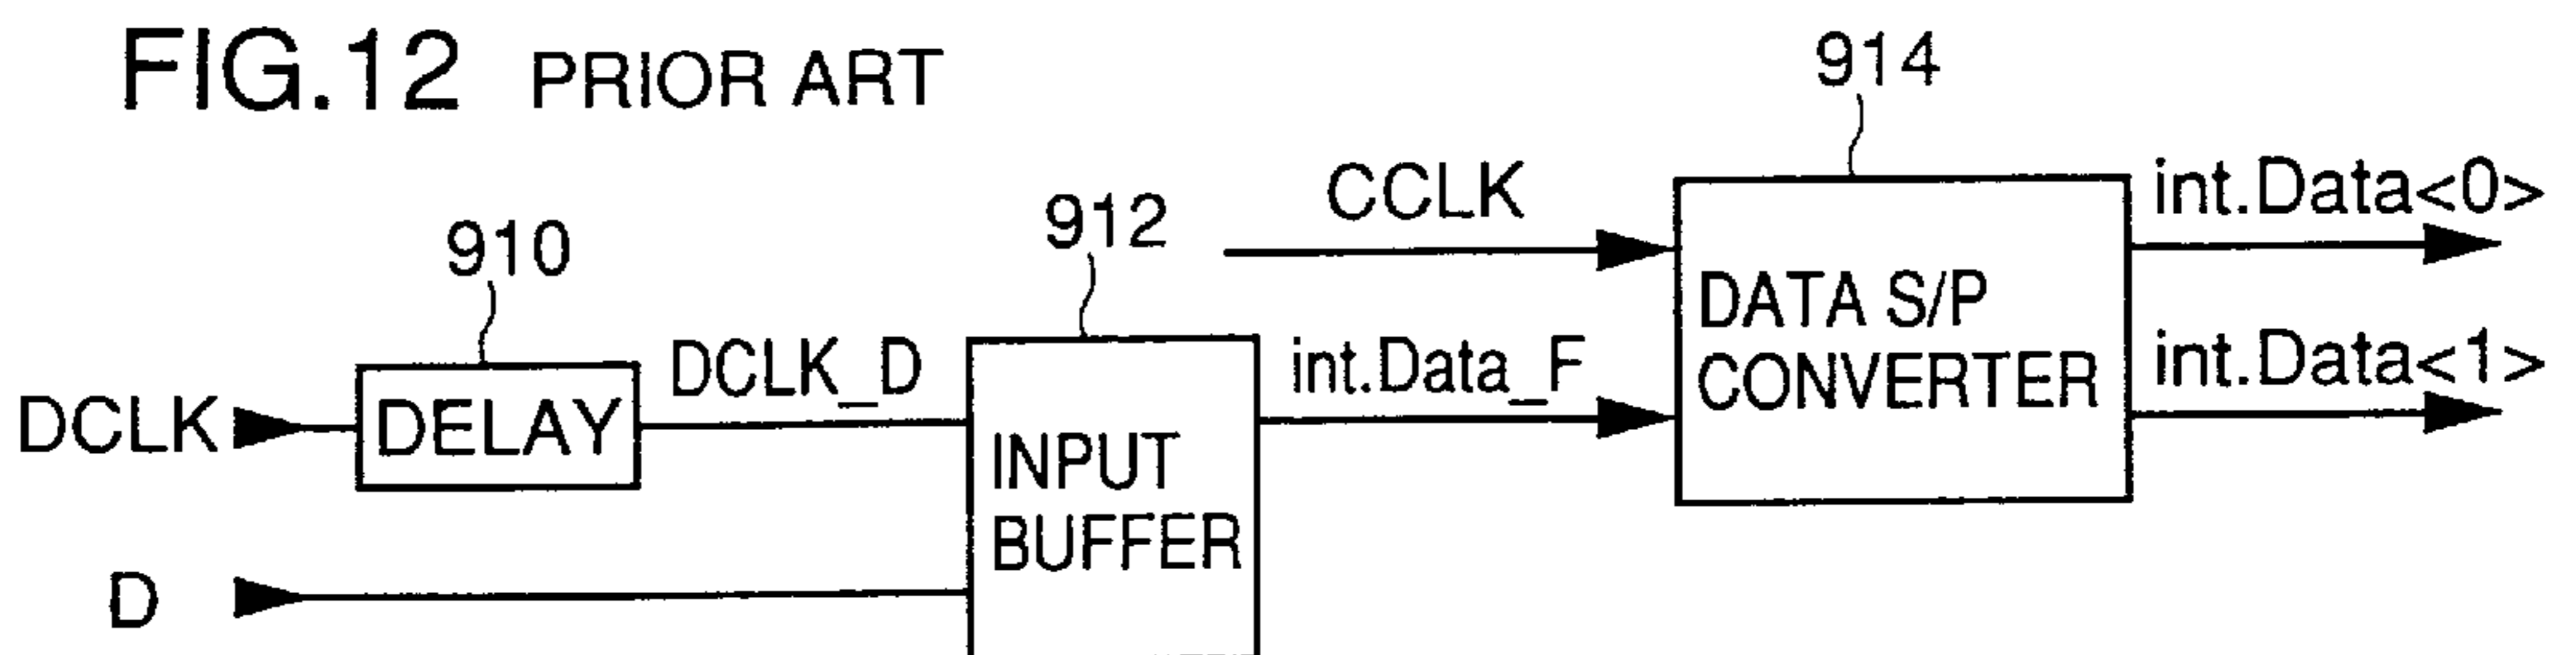 FIG.12 PRIOR ART
914
CCLK
int.Data<0>
912
910
DATA S/P
CONVERTER
DCLK_D
int.Data_F
int.Data<1>
DCLK
DELAY
INPUT
BUFFER
D